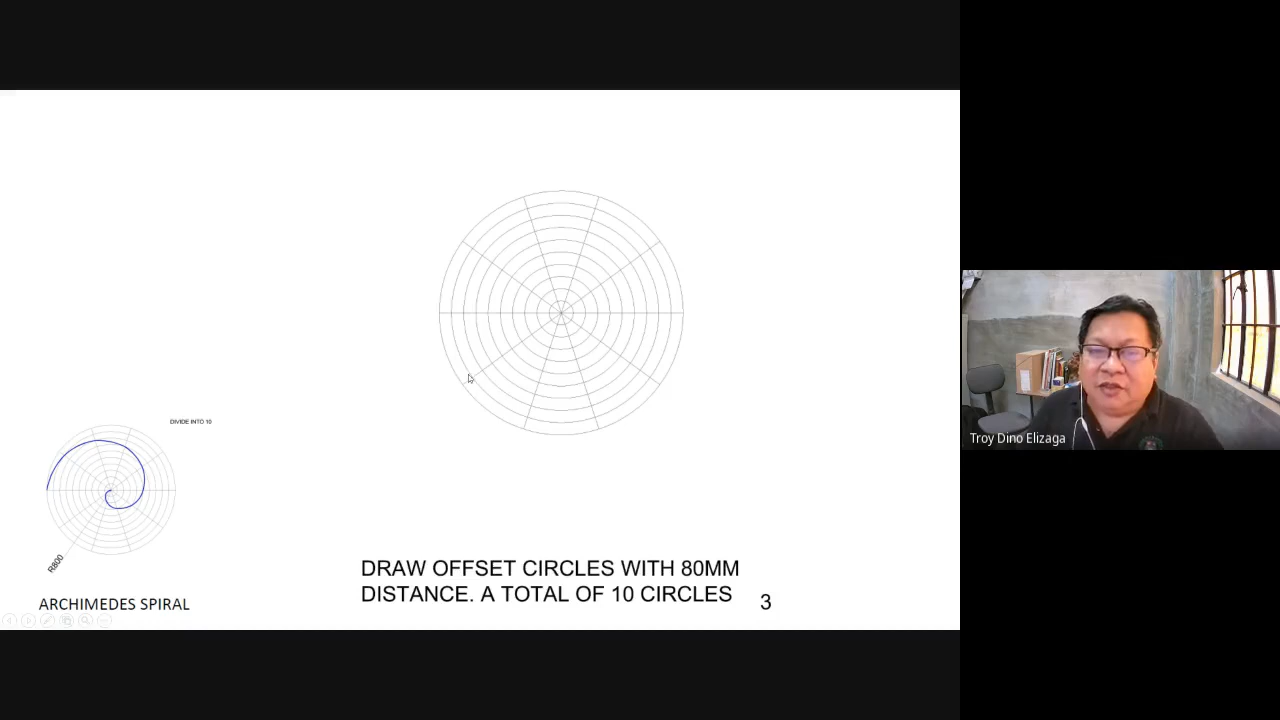 DIVIDE INTO 10
R800
ARCHIMEDES SPIRAL
DRAW OFFSET CIRCLES WITH 80MM
DISTANCE. A TOTAL OF 10 CIRCLES
3
Troy Dino Elizaga